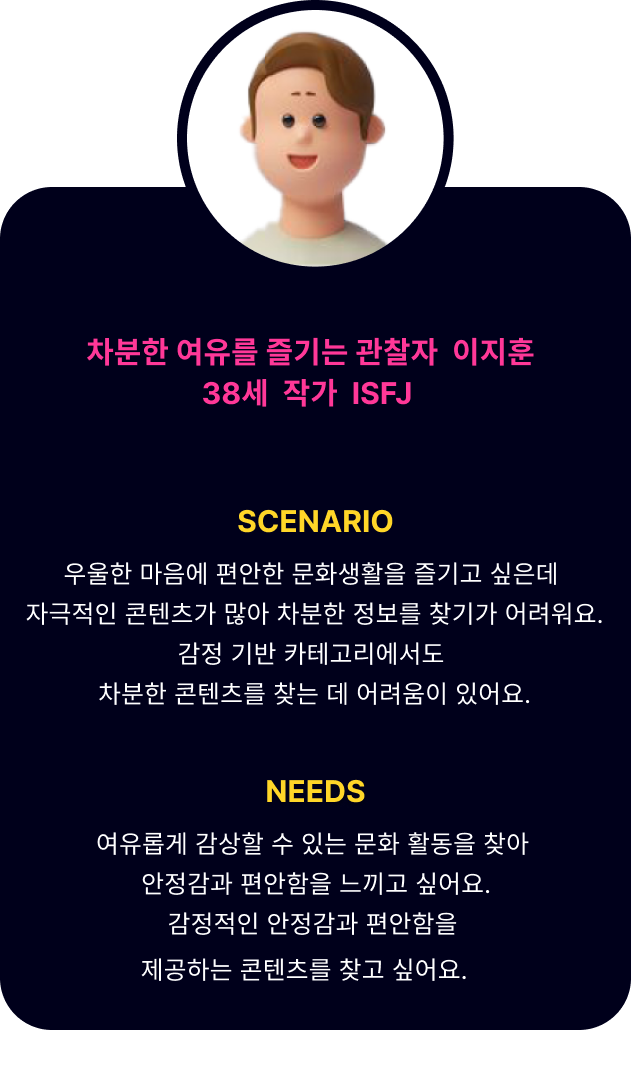 차분한 여유를 즐기는 관찰자 이지훈
38세 작가 ISFJ
SCENARIO
우울한 마음에 편안한 문화생활을 즐기고 싶은데
자극적인 콘텐츠가 많아 차분한 정보를 찾기가 어려워요.
감정 기반 카테고리에서도
차분한 콘텐츠를 찾는 데 어려움이 있어요.
NEEDS
여유롭게 감상할 수 있는 문화 활동을 찾아
안정감과 편안함을 느끼고 싶어요.
감정적인 안정감과 편안함을
제공하는 콘텐츠를 찾고 싶어요.